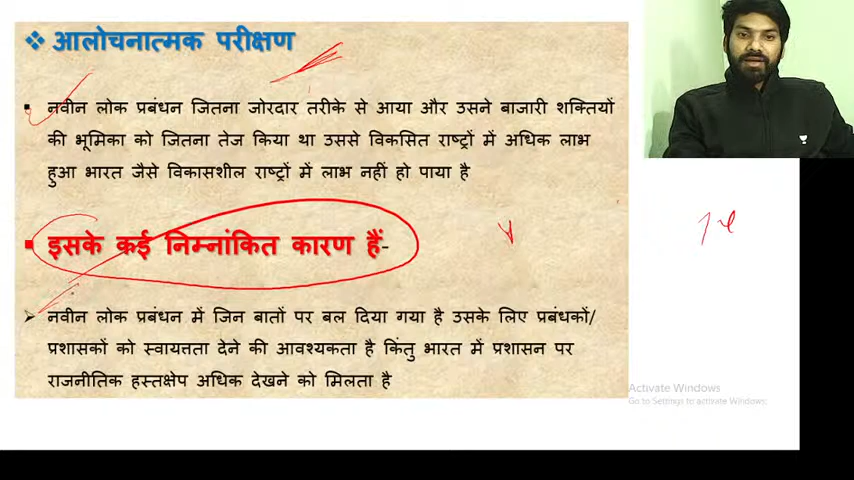 ❖ आलोचनात्मक परीक्षण
▪ नवीन लोक प्रबंधन जितना जोरदार तरीके से आया और उसने बाजारी शक्तियों
की भूमिका को जितना तेज किया था उससे विकसित राष्ट्रों में अधिक लाभ
हुआ भारत जैसे विकासशील राष्ट्रों में लाभ नहीं हो पाया है
▪ इसके कई निम्नांकित कारण हैं-
➢ नवीन लोक प्रबंधन में जिन बातों पर बल दिया गया है उसके लिए प्रबंधकों/
प्रशासकों को स्वायत्तता देने की आवश्यकता है किंतु भारत में प्रशासन पर
राजनीतिक हस्तक्षेप अधिक देखने को मिलता है
Activate Windows
Go to Settings to activate Windows.